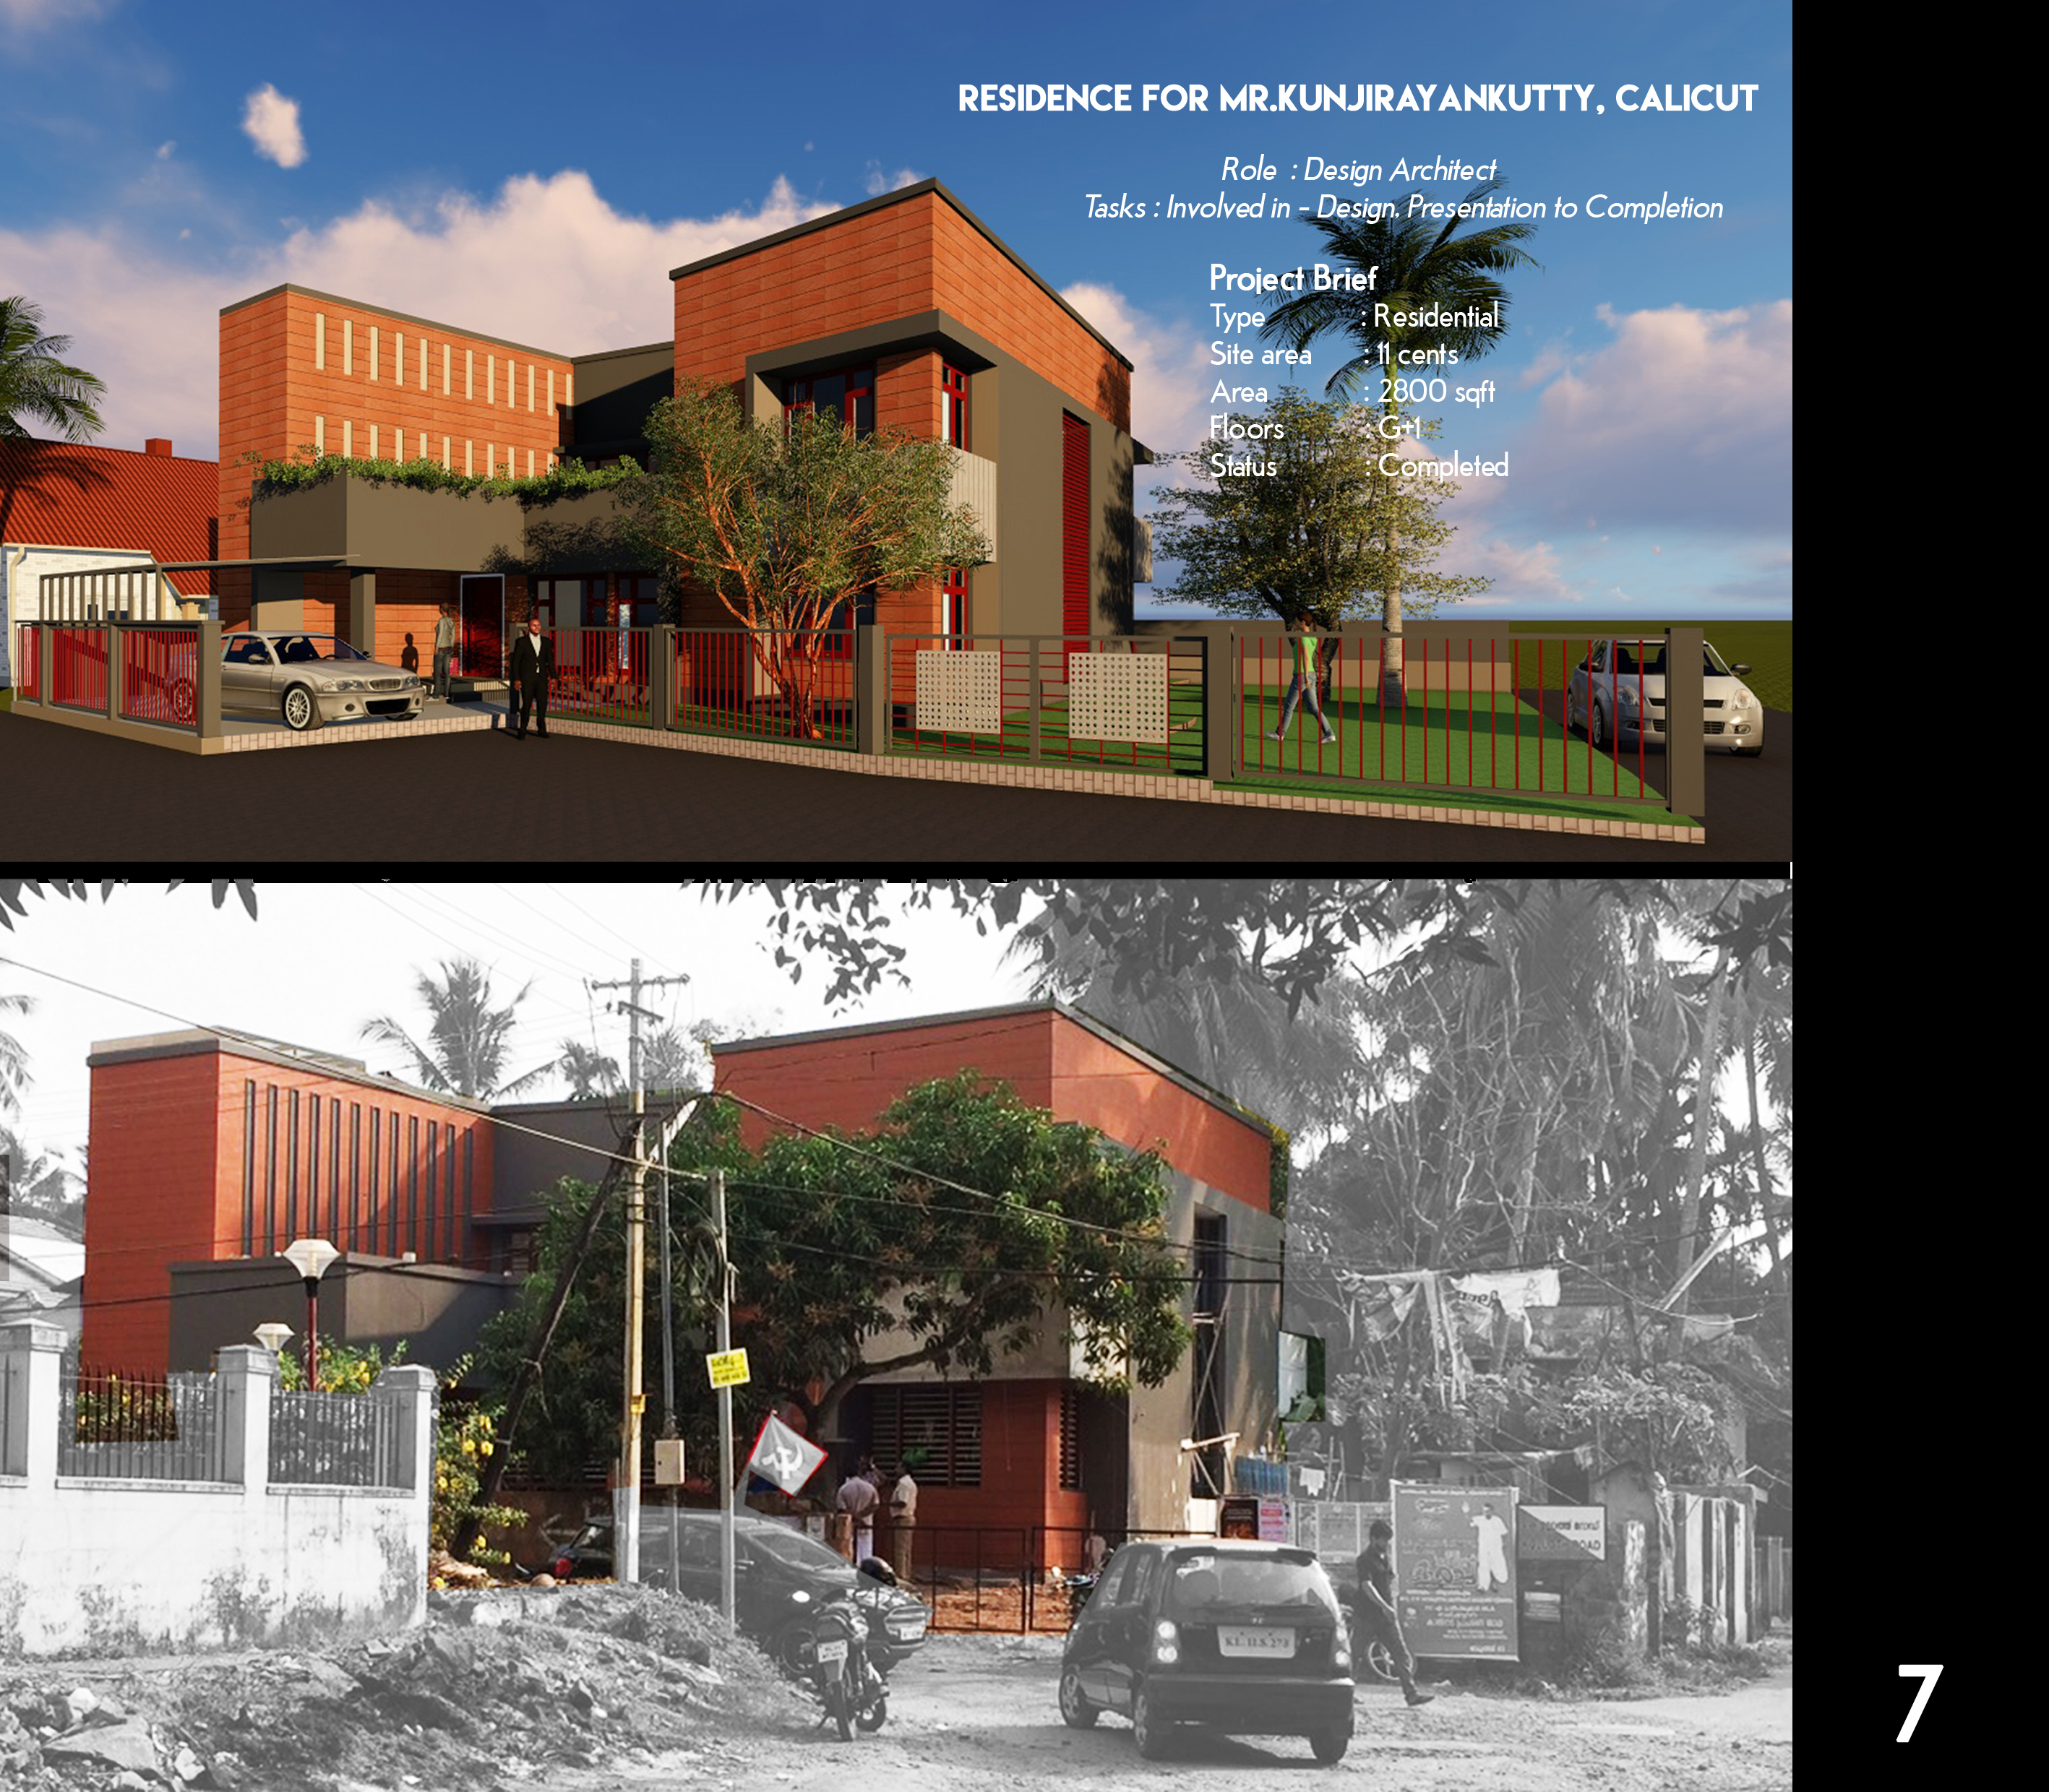 RESIDENCE FOR MR.KUNJIRAYANKUTTY, CALICUT
Role : Design Architect
Tasks : Involved in - Design, Presentation to Completion
Project Brief
Type : Residential
Site area : 11 cents
Area : 2800 sqft
Floors : G+1
Status : Completed
ROAD
7